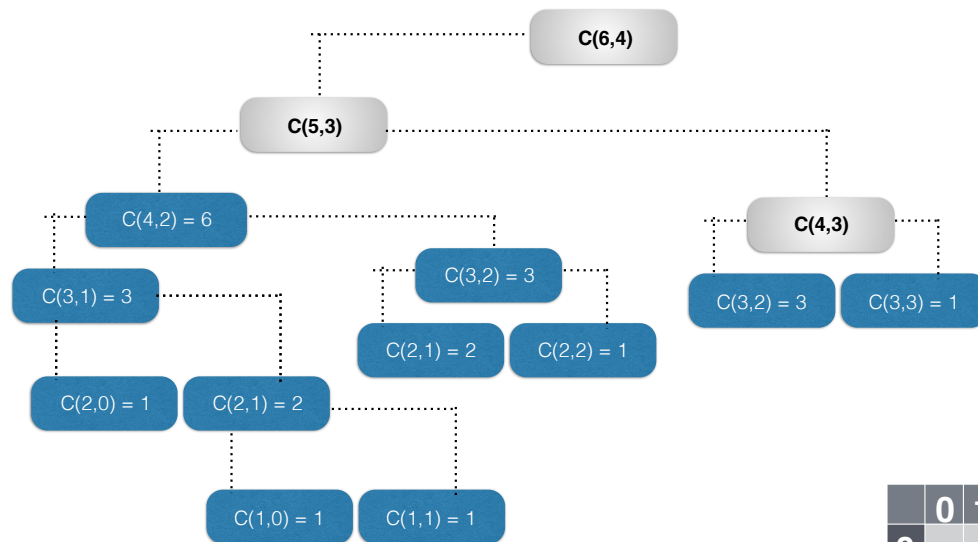 C(6,4)
C(5,3)
C(4,2) = 6
C(4,3)
C(3,1) = 3
C(3,2) = 3
C(3,2) = 3
C(3,3) = 1
C(2,1) = 2
C(2,2) = 1
C(2,0) = 1
C(2,1) = 2
C(1,0) = 1
C(1,1) = 1
0